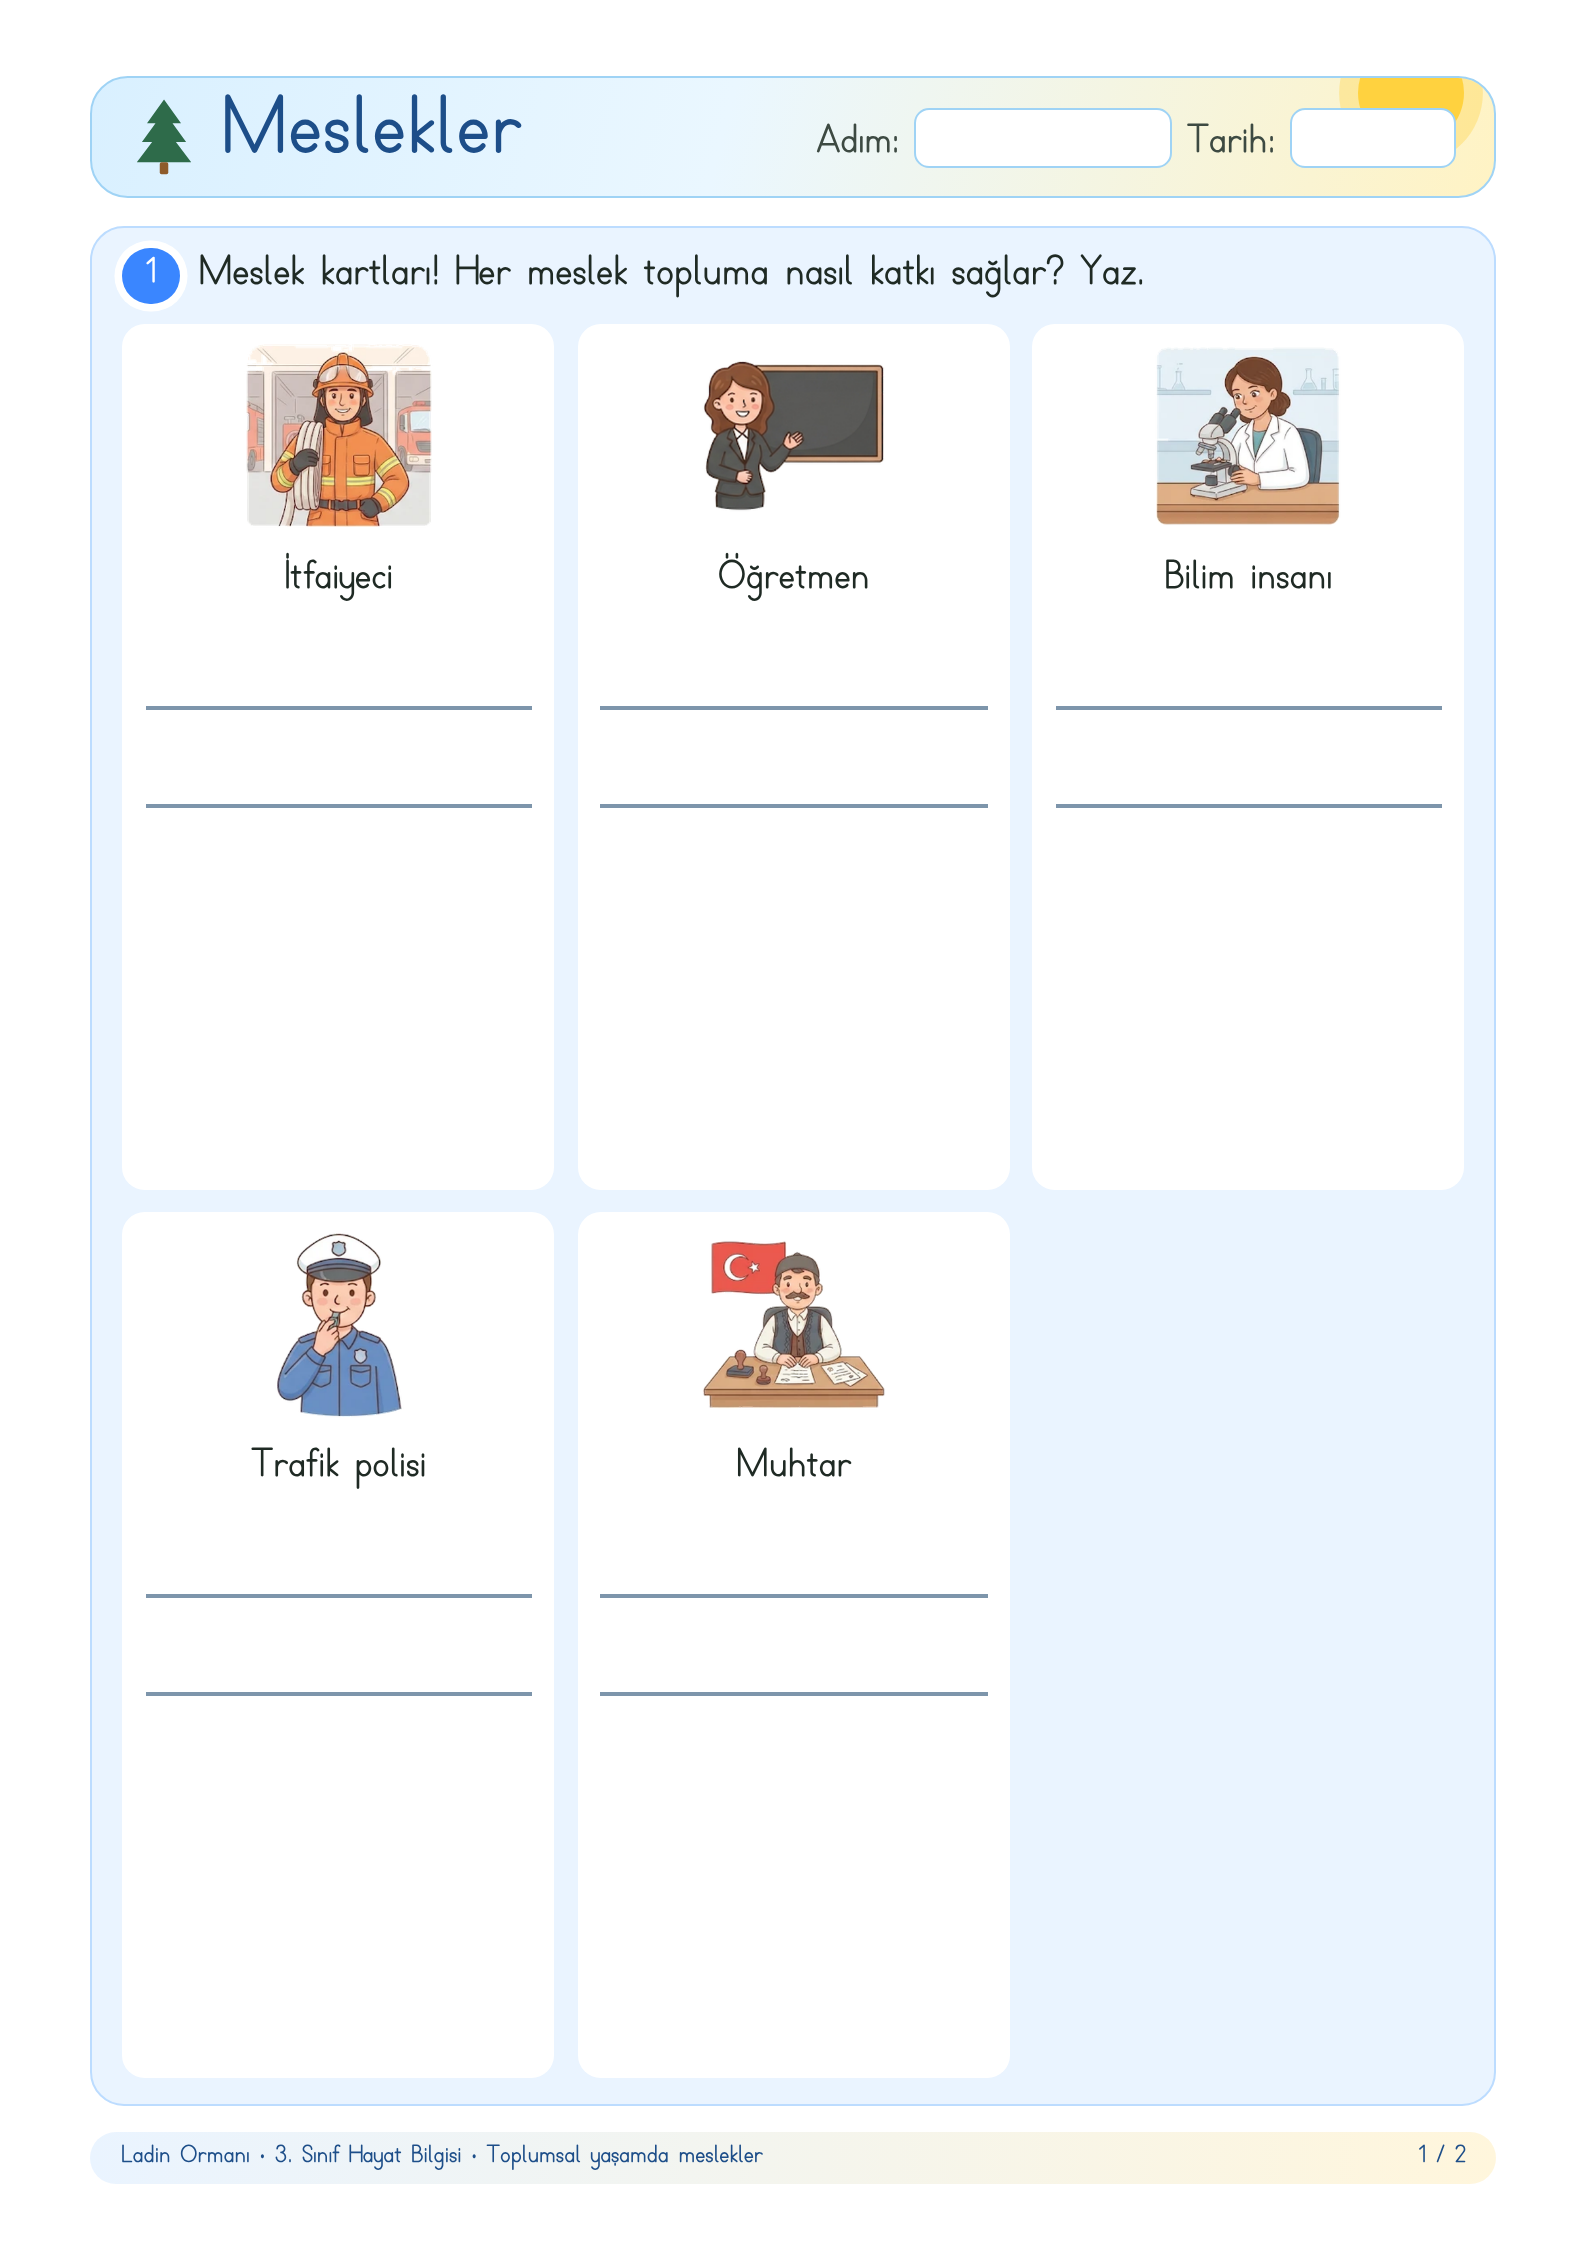 Meslekler
Adım:
Tarih:
1 Meslek kartları! Her meslek topluma nasıl katkı sağlar? Yaz.
İtfaiyeci
Öğretmen
Bilim insanı
Trafik polisi
Muhtar
Ladin Ormanı • 3. Sınıf Hayat Bilgisi • Toplumsal yaşamda meslekler
1 / 2